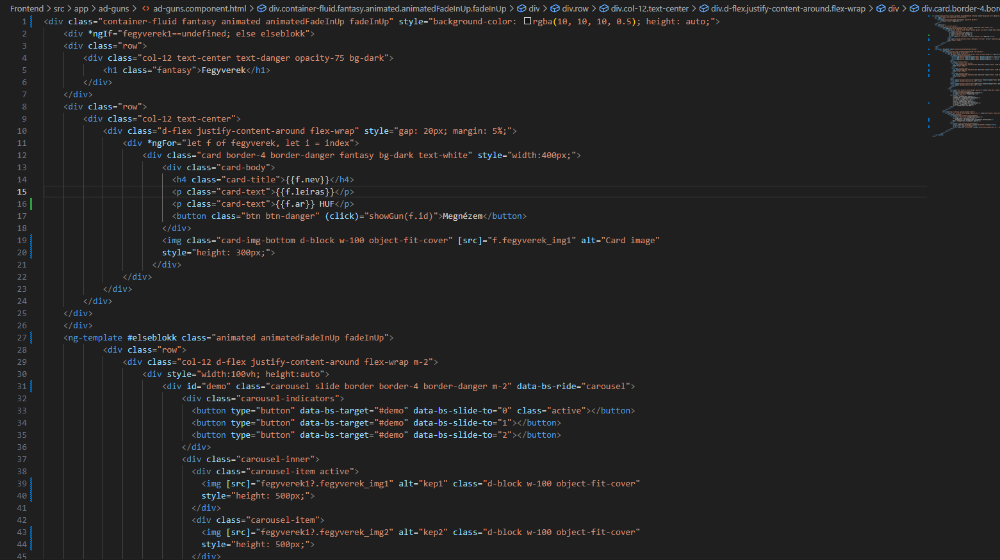 Frontend > src > app > ad-guns > ad-guns.component.html > div.container-fluid.fantasy.animated.animatedFadeInUp.fadeInUp > div > div.row > div.col-12.text-center > div.d-flex.justify-content-around.flex-wrap > div > div.card.border-4.bor
1 <div class="container-fluid fantasy animated animatedFadeInUp fadeInUp" style="background-color: rgba(10, 10, 10, 0.5); height: auto;">
2 <div *ngIf="fegyverek1==undefined; else elseblokk">
3 <div class="row">
4 <div class="col-12 text-center text-danger opacity-75 bg-dark">
5 <h1 class="fantasy">Fegyverek</h1>
6 </div>
7 </div>
8 <div class="row">
9 <div class="col-12 text-center">
10 <div class="d-flex justify-content-around flex-wrap" style="gap: 20px; margin: 5%;">
11 <div *ngFor="let f of fegyverek, let i = index">
12 <div class="card border-4 border-danger fantasy bg-dark text-white" style="width:400px;">
13 <div class="card-body">
14 <h4 class="card-title">{{f.nev}}</h4>
15 <p class="card-text">{{f.leiras}}</p>
16 <p class="card-text">{{f.ar}} HUF</p>
17 <button class="btn btn-danger" (click)="showGun(f.id)">Megnézem</button>
18 </div>
19 <img class="card-img-bottom d-block w-100 object-fit-cover" [src]="f.fegyverek_img1" alt="Card image"
20 style="height: 300px;">
21 </div>
22 </div>
23 </div>
24 </div>
25 </div>
26 </div>
27 <ng-template #elseblokk class="animated animatedFadeInUp fadeInUp">
28 <div class="row">
29 <div class="col-12 d-flex justify-content-around flex-wrap m-2">
30 <div style="width:100vh; height:auto">
31 <div id="demo" class="carousel slide border border-4 border-danger m-2" data-bs-ride="carousel">
32 <div class="carousel-indicators">
33 <button type="button" data-bs-target="#demo" data-bs-slide-to="0" class="active"></button>
34 <button type="button" data-bs-target="#demo" data-bs-slide-to="1"></button>
35 <button type="button" data-bs-target="#demo" data-bs-slide-to="2"></button>
36 </div>
37 <div class="carousel-inner">
38 <div class="carousel-item active">
39 <img [src]="fegyverek1?.fegyverek_img1" alt="kep1" class="d-block w-100 object-fit-cover"
40 style="height: 500px;">
41 </div>
42 <div class="carousel-item">
43 <img [src]="fegyverek1?.fegyverek_img2" alt="kep2" class="d-block w-100 object-fit-cover"
44 style="height: 500px;">
45 </div>